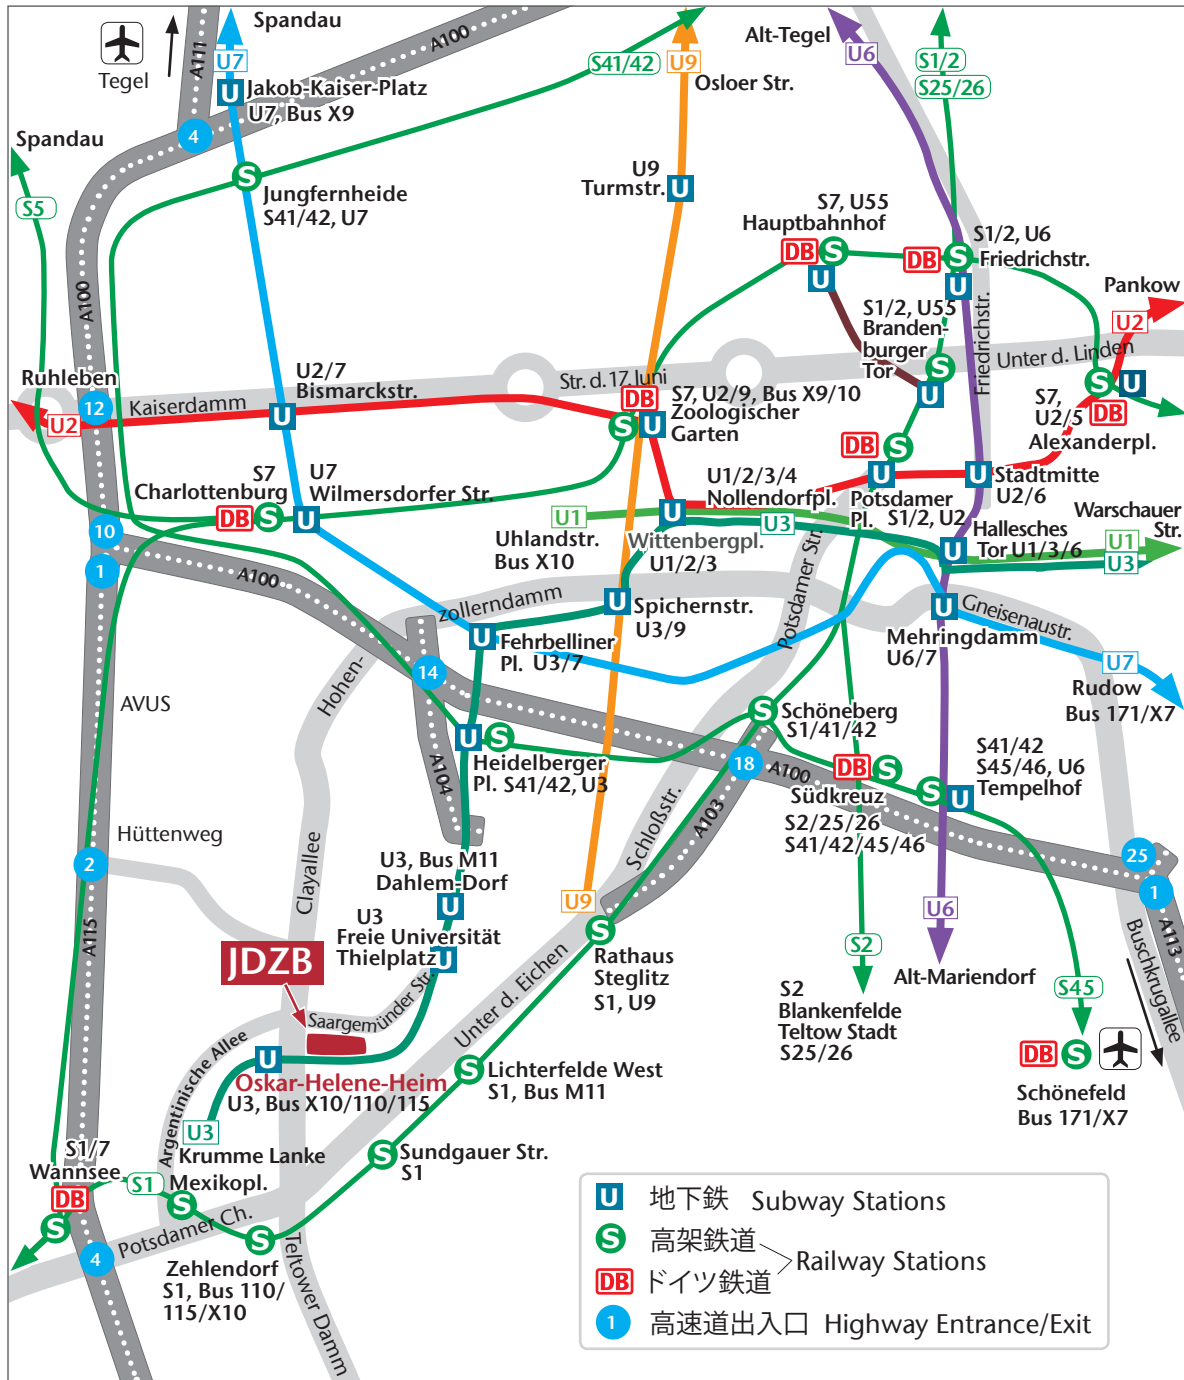 Spandau
A111
A100
Tegel
U7
Jakob-Kaiser-Platz
U7, Bus X9
4
Spandau
S5
S
Jungfernheide
S41/42, U7
S41/42
U9
Osloer Str.
Alt-Tegel
U6
S1/2
S25/26
U9
Turmstr.
U
S7, U55
Hauptbahnhof
DB
S
U
S1/2, U6
Friedrichstr.
DB
S
U
A100
S1/2, U55
Branden-
burger
Tor
Friedrichstr.
Unter d. Linden
Pankow
U2
Ruhleben
12
U2
Kaiserdamm
U2/7
Bismarckstr.
U
Str. d. 17. Juni
DB
S7, U2/9, Bus X9/10
Zoologischer
Garten
S
U
S7,
U2/5
DB
Alexanderpl.
S
U
S7
Charlottenburg
DB
S
U7
Wilmersdorfer Str.
U
U1/2/3/4
Nollendorfpl.
DB
S
U
Potsdamer
Pl.
S1/2, U2
U
Stadtmitte
U2/6
10
1
A100
U1
Uhlandstr.
Bus X10
U
Wittenbergpl.
U1/2/3
U3
Potsdamer Str.
U
Hallesches
Tor U1/3/6
Warschauer
Str.
U1
U3
Hohen-
zollerndamm
U
Spichernstr.
U3/9
U
Fehrbelliner
Pl. U3/7
U
Mehringdamm
U6/7
Gneisenaustr.
U7
Rudow
Bus 171/X7
AVUS
14
A104
U
S
Heidelberger
Pl. S41/42, U3
S
Schöneberg
S1/41/42
18
A100
A103
Schloßstr.
DB
S
Südkreuz
S2/25/26
S41/42/45/46
S
U
S41/42
S45/46, U6
Tempelhof
Hüttenweg
2
A115
Clayallee
U3, Bus M11
Dahlem-Dorf
U
U3
Freie Universität
Thielplatz
U
U9
S
Rathaus
Steglitz
S1, U9
Unter d. Eichen
S2
S2
Blankenfelde
Teltow Stadt
S25/26
U6
Alt-Mariendorf
S45
25
1
A113
Buschkrugallee
DB
S
Schönefeld
Bus 171/X7
JDZB
Saargemünder Str.
Argentinische Allee
U
Oskar-Helene-Heim
U3, Bus X10/110/115
U3
Krumme Lanke
S
Lichterfelde West
S1, Bus M11
S
Sundgauer Str.
S1
S1/7
Wannsee
DB
S
S1
Mexikopl.
S
Potsdamer Ch.
4
S
Zehlendorf
S1, Bus 110/
115/X10
Teltower Damm
U 地下鉄 Subway Stations
S 高架鉄道
Railway Stations
DB ドイツ鉄道
1 高速道出入口 Highway Entrance/Exit